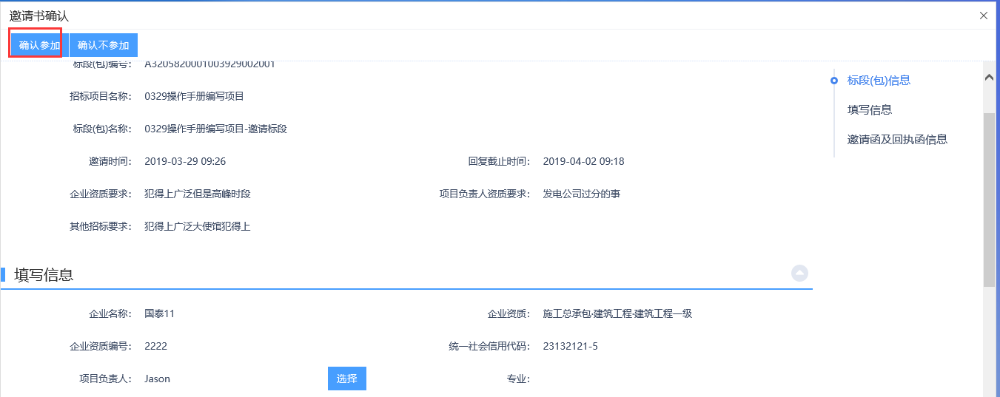 邀请书确认
确认参加 确认不参加
标段(包)编号： A3205820001003929002001
招标项目名称： 0329操作手册编写项目
标段(包)名称： 0329操作手册编写项目-邀请标段
邀请时间： 2019-03-29 09:26 回复截止时间： 2019-04-02 09:18
企业资质要求： 犯得上广泛但是高峰时段 项目负责人资质要求： 发电公司过分的事
其他招标要求： 犯得上广泛大使馆犯得上
填写信息
企业名称： 国泰11 企业资质： 施工总承包·建筑工程·建筑工程一级
企业资质编号： 2222 统一社会信用代码： 23132121-5
项目负责人： Jason 选择 专业：
标段(包)信息
填写信息
邀请函及回执函信息